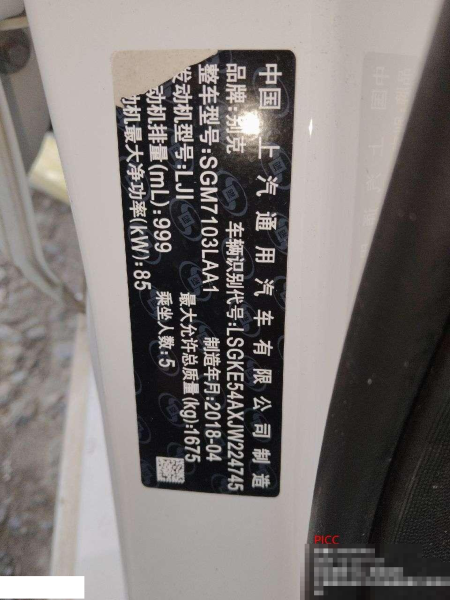 中国 上汽通用汽车有限公司制造
品牌:别克 车辆识别代号:LSGKE54AXJW224745
整车型号:SGM7103LAA1 制造年月:2018-04
发动机型号:LJI 最大允许总质量(kg):1675
动机排量(mL):999 乘坐人数:5
机最大净功率(kW):85
PICC